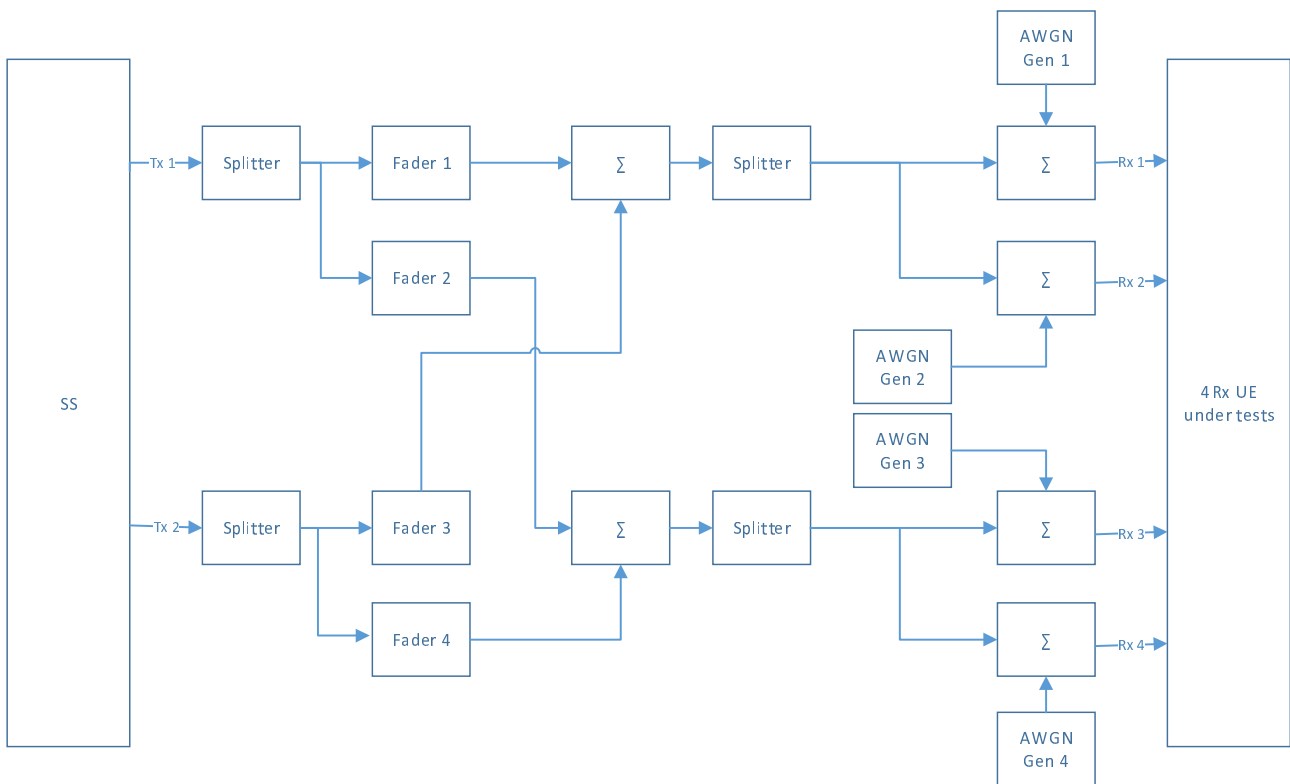 AWGN
Gen 1
Tx 1
Splitter
Fader 1
∑
Splitter
∑
Rx 1
Fader 2
∑
Rx 2
AWGN
Gen 2
SS
4 Rx UE
under tests
AWGN
Gen 3
Tx 2
Splitter
Fader 3
∑
Splitter
∑
Rx 3
Fader 4
∑
Rx 4
AWGN
Gen 4